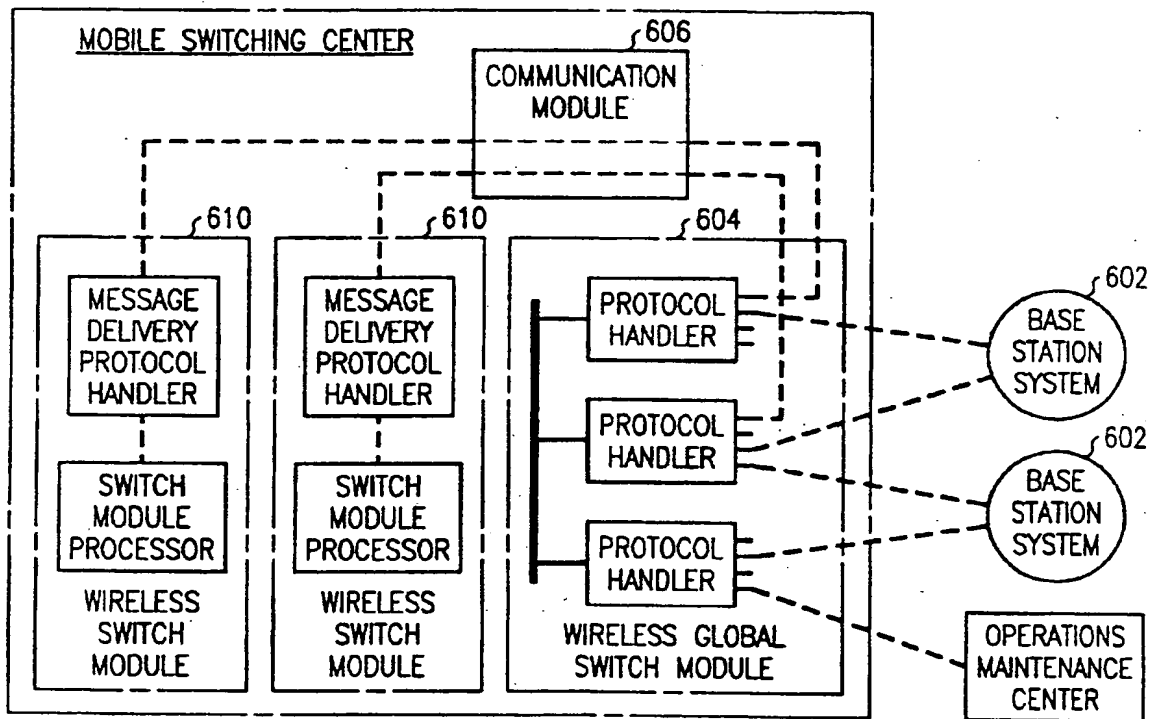 MOBILE SWITCHING CENTER
606
COMMUNICATION
MODULE
610
MESSAGE
DELIVERY
PROTOCOL
HANDLER
SWITCH
MODULE
PROCESSOR
WIRELESS
SWITCH
MODULE
610
MESSAGE
DELIVERY
PROTOCOL
HANDLER
SWITCH
MODULE
PROCESSOR
WIRELESS
SWITCH
MODULE
604
PROTOCOL
HANDLER
PROTOCOL
HANDLER
PROTOCOL
HANDLER
WIRELESS GLOBAL
SWITCH MODULE
602
BASE
STATION
SYSTEM
602
BASE
STATION
SYSTEM
OPERATIONS
MAINTENANCE
CENTER